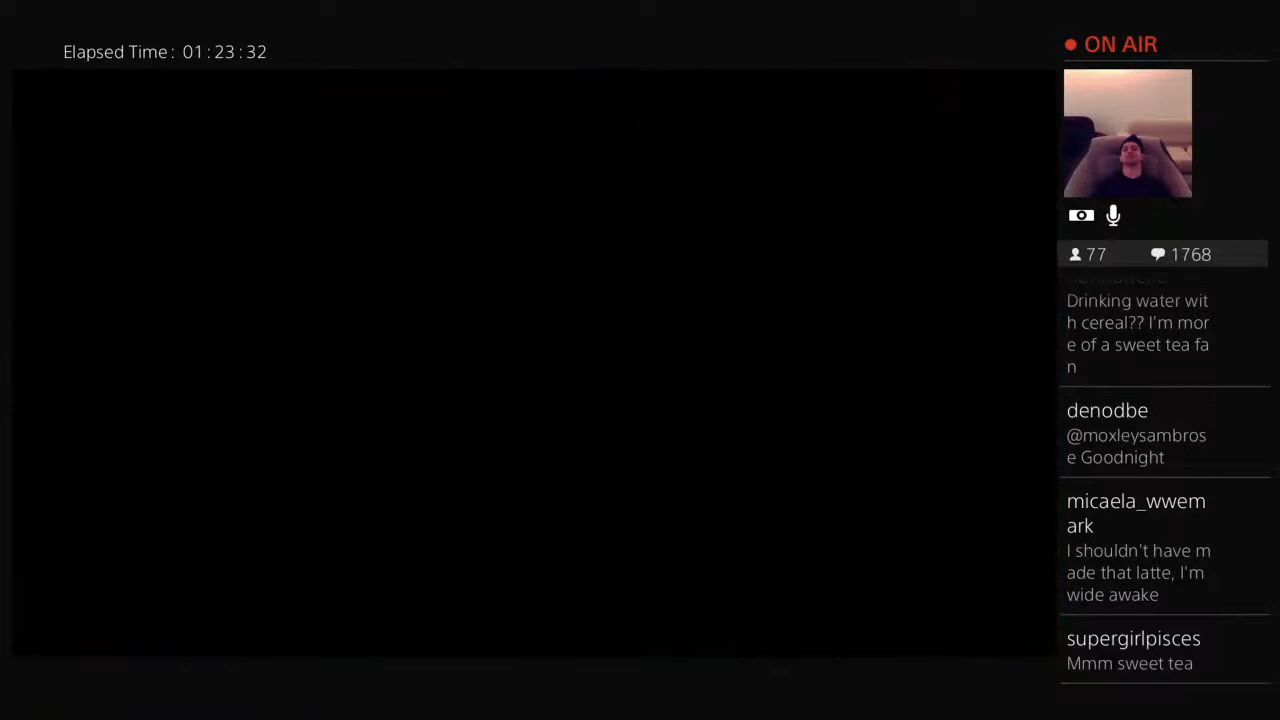 Elapsed Time: 01:23:32
ON AIR
77 1768
Drinking water wit
h cereal?? I'm mor
e of a sweet tea fa
n
denodbe
@moxleysambros
e Goodnight
micaela_wwem
ark
I shouldn't have m
ade that latte, I'm
wide awake
supergirlpisces
Mmm sweet tea